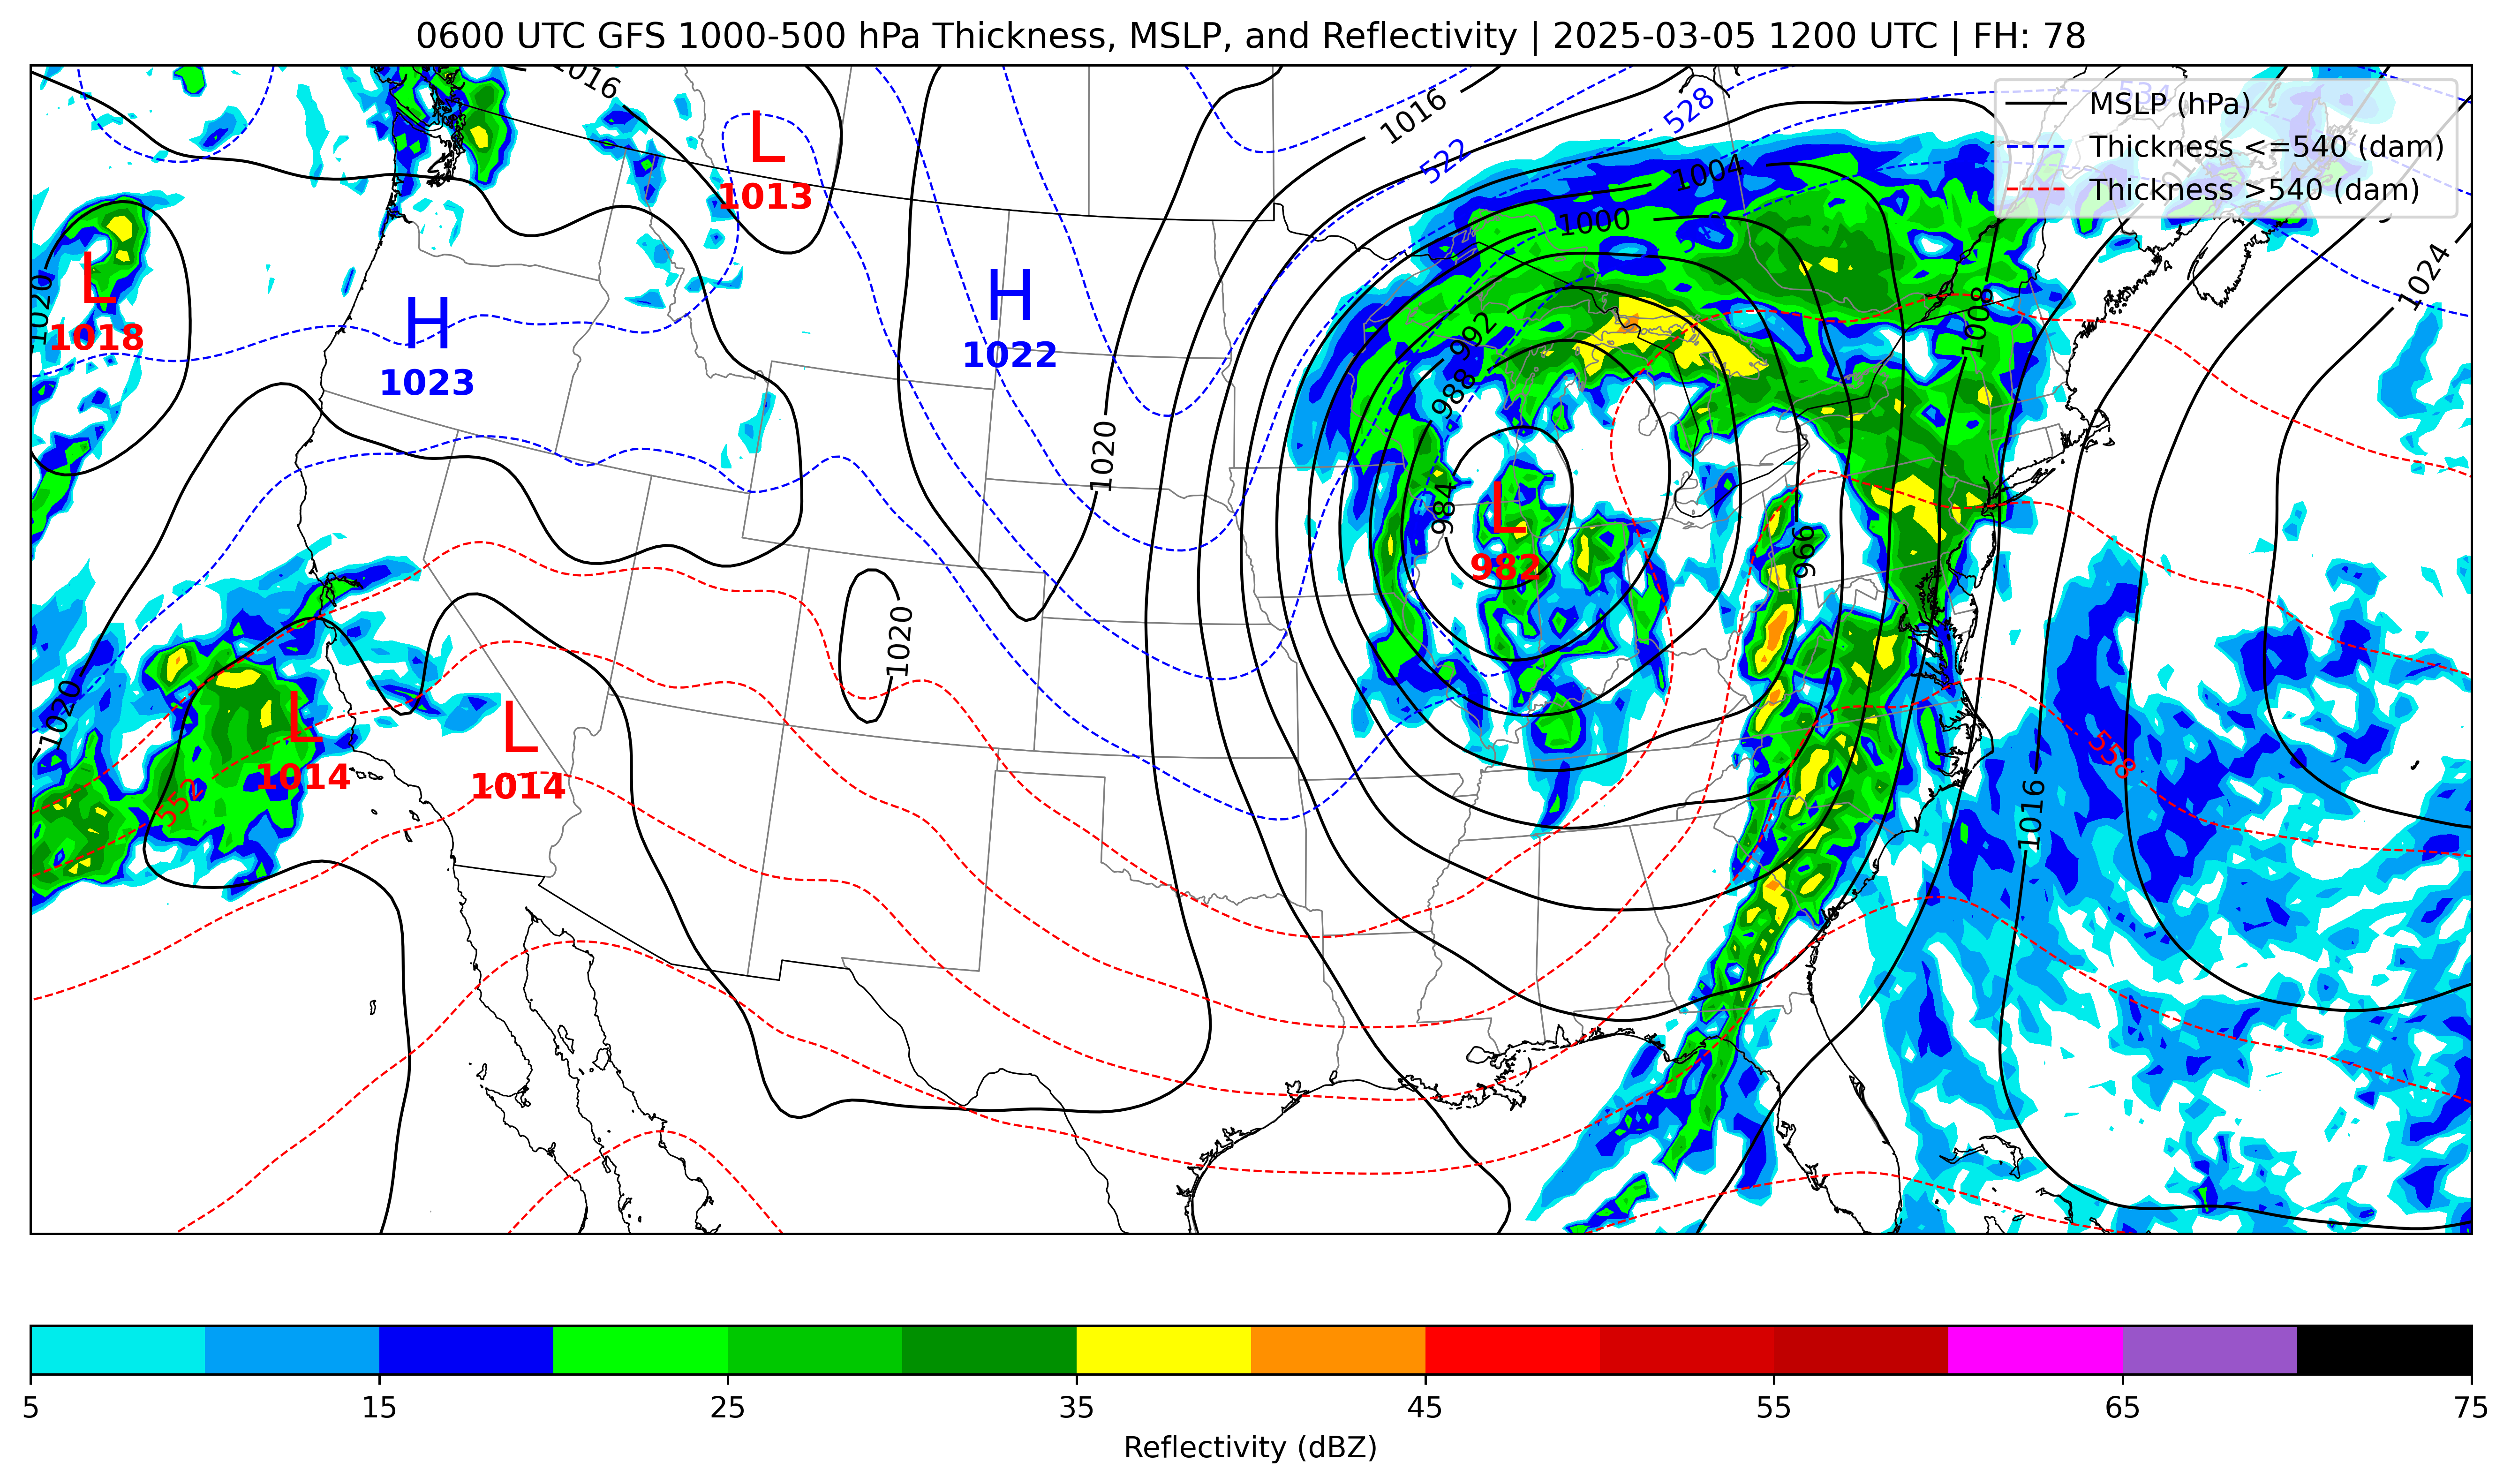 0600 UTC GFS 1000-500 hPa Thickness, MSLP, and Reflectivity | 2025-03-05 1200 UTC | FH: 78
MSLP (hPa)
Thickness <=540 (dam)
Thickness >540 (dam)
1016
1016
528
534
522
1004
1000
L
1013
L
1018
1020
H
1023
H
1022
1024
1008
992
988
1020
984
L
982
996
1020
1020
L
1014
L
1014
552
558
1016
5
15
25
35
45
55
65
75
Reflectivity (dBZ)